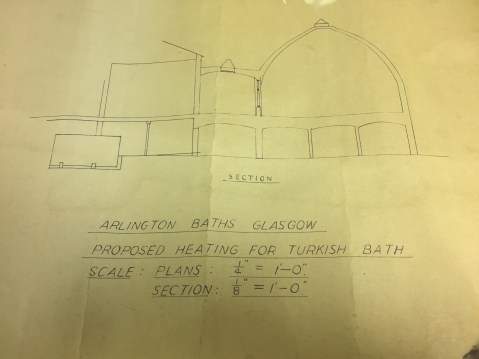 SECTION
ARLINGTON BATHS GLASGOW
PROPOSED HEATING FOR TURKISH BATH
SCALE: PLANS: 1/4" = 1'-0".
SECTION: 1/8" = 1'-0".